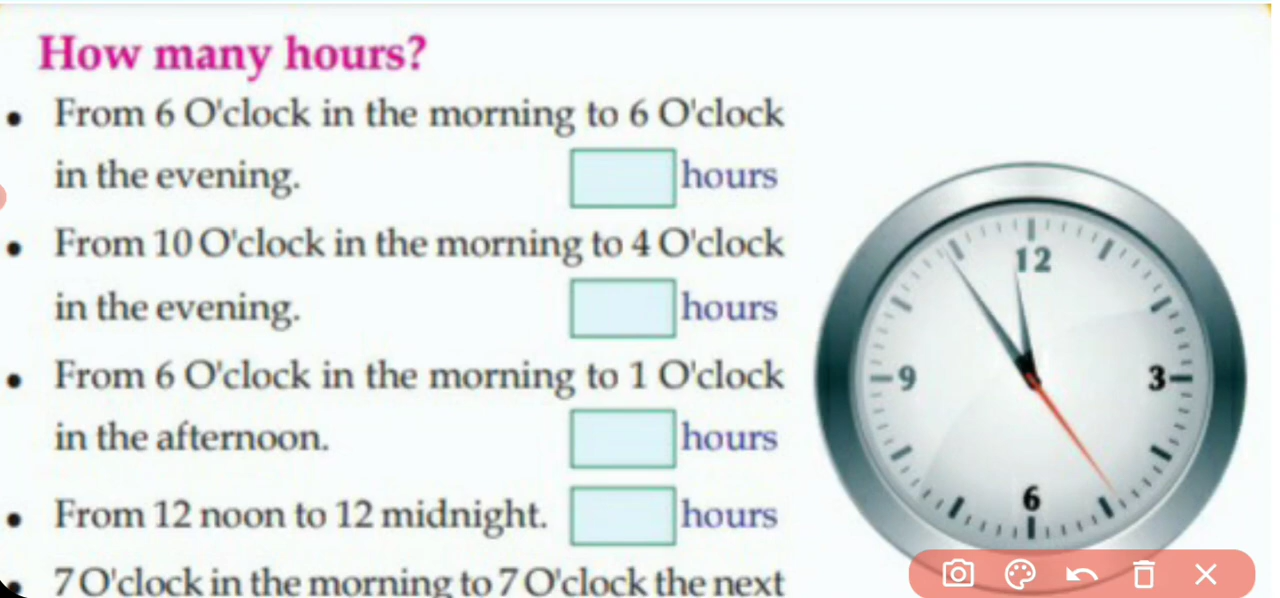 How many hours?
• From 6 O'clock in the morning to 6 O'clock
in the evening. hours
• From 10 O'clock in the morning to 4 O'clock
in the evening. hours
• From 6 O'clock in the morning to 1 O'clock
in the afternoon. hours
• From 12 noon to 12 midnight. hours
• 7 O'clock in the morning to 7 O'clock the next
12
9
3
6